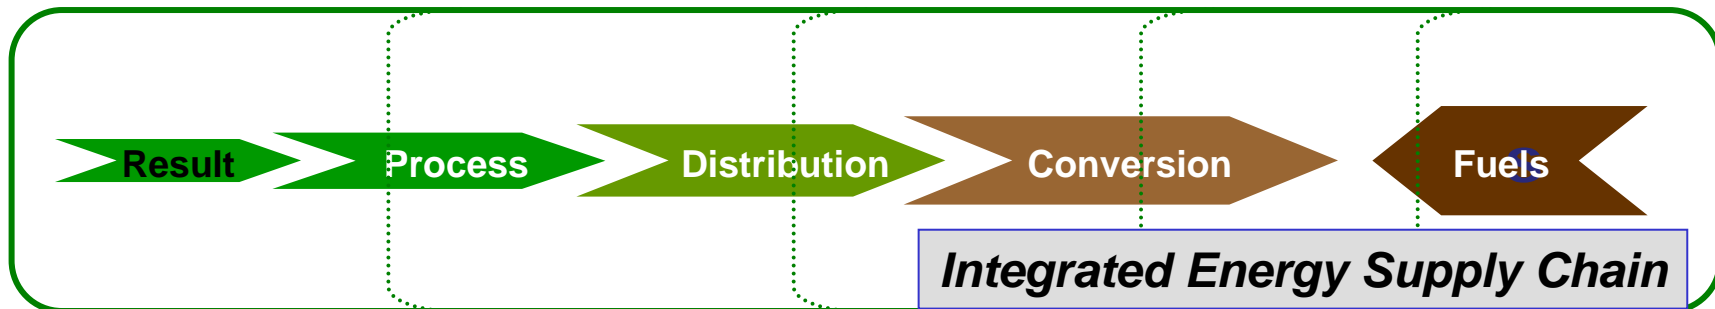 Result
Process
Distribution
Conversion
Fuels
Integrated Energy Supply Chain